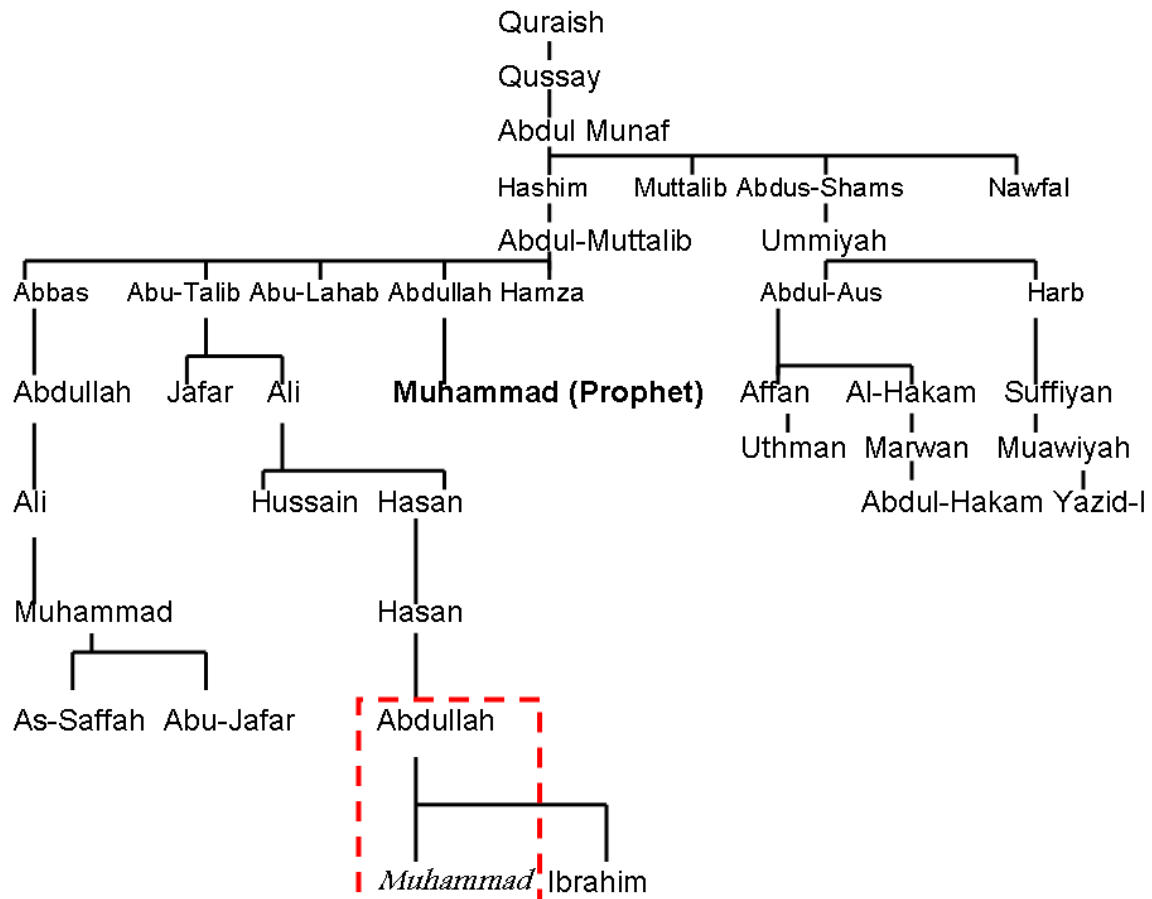 Quraish
Qussay
Abdul Munaf
Hashim Muttalib Abdus-Shams Nawfal
Abdul-Muttalib Ummiyah
Abbas Abu-Talib Abu-Lahab Abdullah Hamza Abdul-Aus Harb
Abdullah Jafar Ali Muhammad (Prophet) Affan Al-Hakam Suffiyan
Uthman Marwan Muawiyah
Ali Hussain Hasan Abdul-Hakam Yazid-I
Muhammad Hasan
As-Saffah Abu-Jafar Abdullah
Muhammad Ibrahim